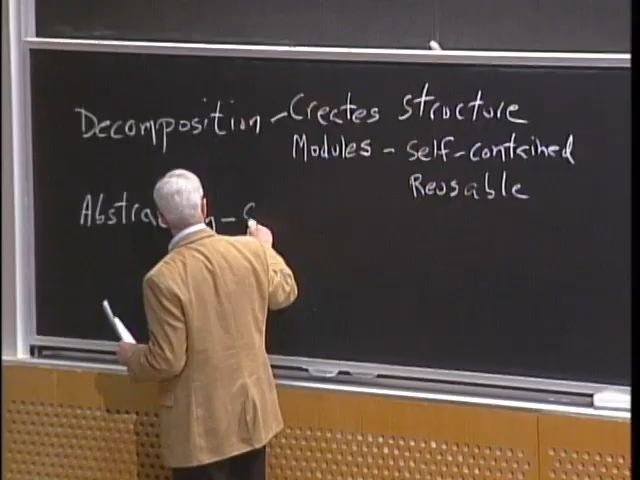 Decomposition - Creates structure
Modules - self-contained
Reusable
Abstra n - s